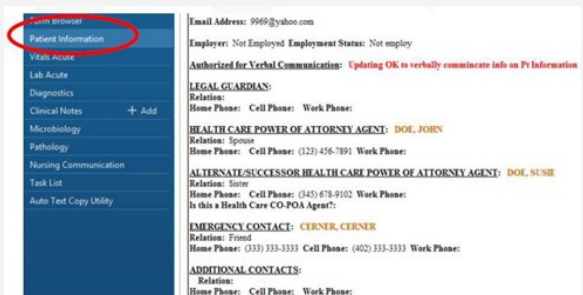 Form Browser
Patient Information
Vitals Acute
Lab Acute
Diagnostics
Clinical Notes + Add
Microbiology
Pathology
Nursing Communication
Task List
Auto Text Copy Utility
Email Address: 9969@yahoo.com
Employer: Not Employed Employment Status: Not employ
Authorized for Verbal Communication: Updating OK to verbally commincate info on Pt Information
LEGAL GUARDIAN:
Relation:
Home Phone: Cell Phone: Work Phone:
HEALTH CARE POWER OF ATTORNEY AGENT: DOE, JOHN
Relation: Spouse
Home Phone: Cell Phone: (123) 456-7891 Work Phone:
ALTERNATE/SUCCESSOR HEALTH CARE POWER OF ATTORNEY AGENT: DOE, SUSIE
Relation: Sister
Home Phone: Cell Phone: (345) 678-9102 Work Phone:
Is this a Health Care CO-POA Agent?:
EMERGENCY CONTACT: CERNER, CERNER
Relation: Friend
Home Phone: (333) 333-3333 Cell Phone: (402) 333-3333 Work Phone:
ADDITIONAL CONTACTS:
Relation:
Home Phone: Cell Phone: Work Phone: